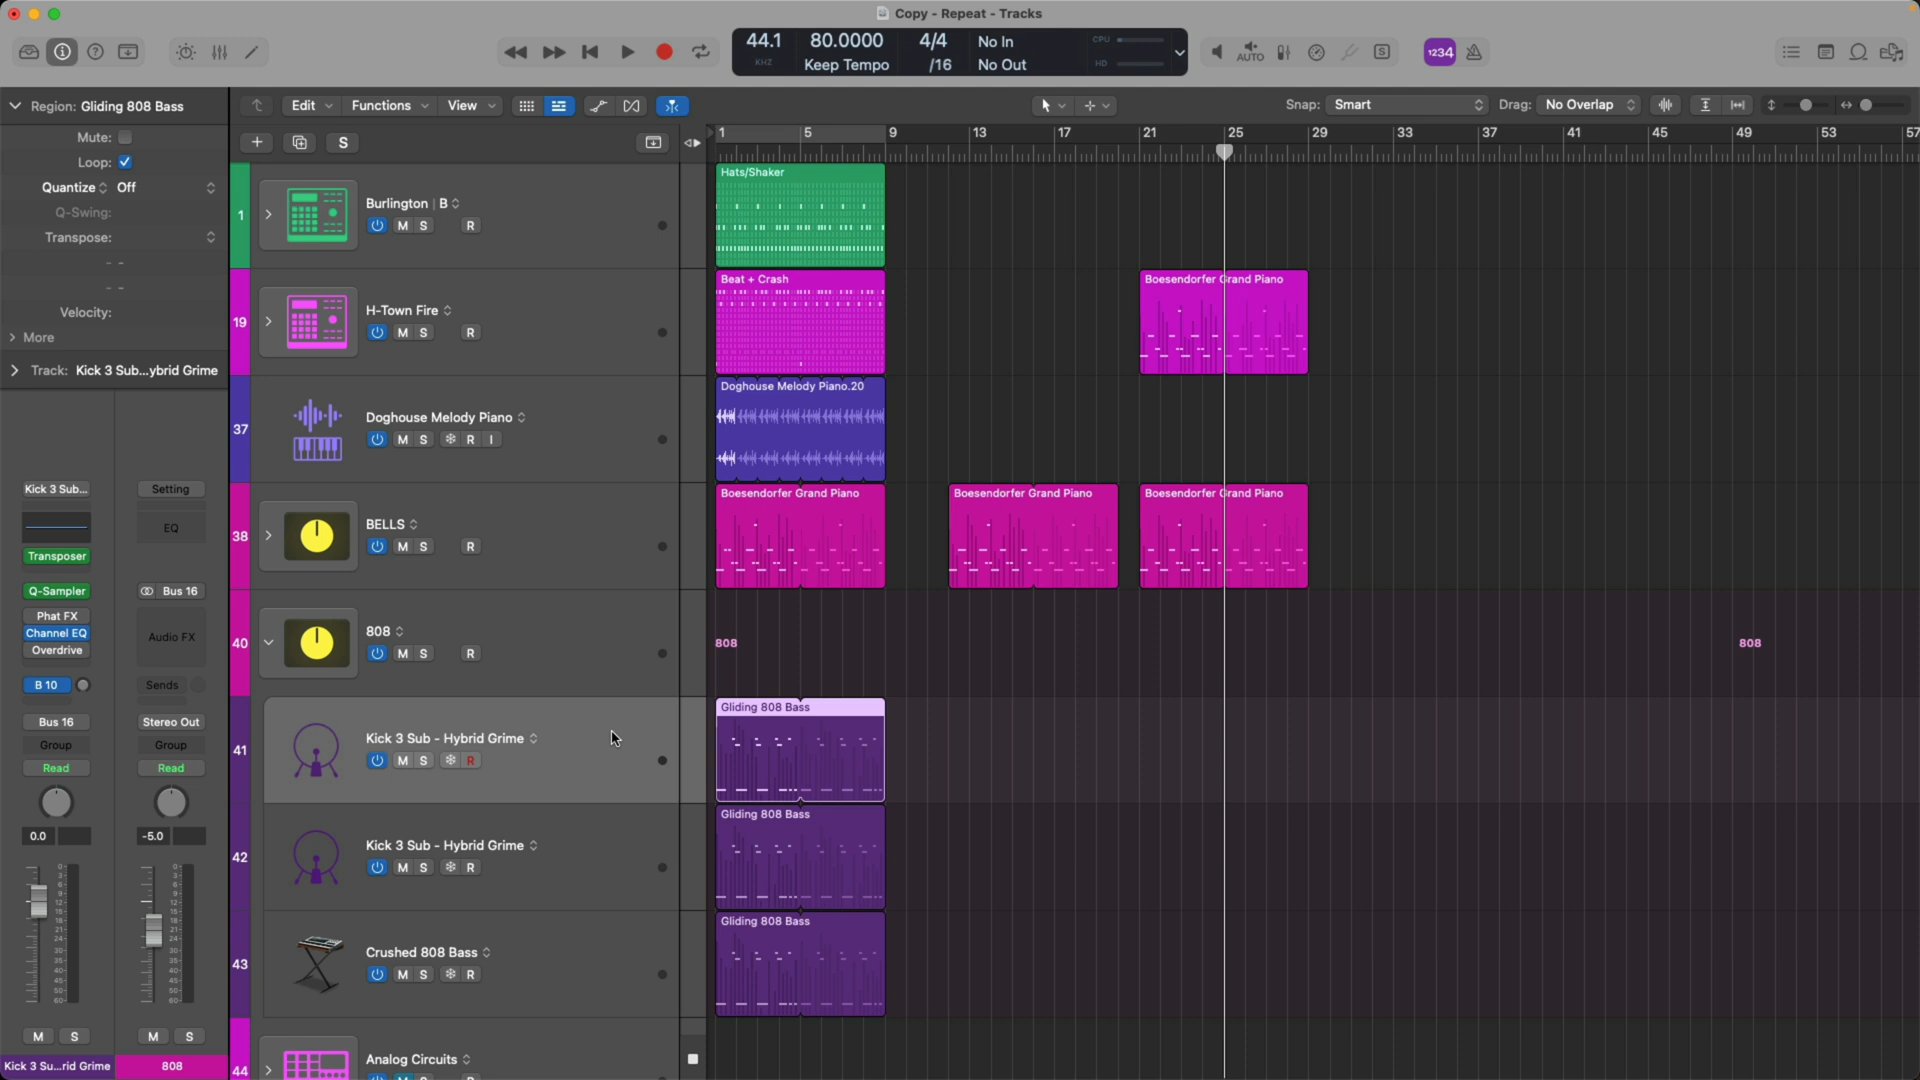 Copy - Repeat - Tracks
44.1
KHZ
80.0000
Keep Tempo
4/4
/16
No In
No Out
CPU
HD
AUTO
S
1234
Region: Gliding 808 Bass
Mute:
Loop:
Quantize Off
Q-Swing:
Transpose:
Velocity:
More
Track: Kick 3 Sub...ybrid Grime
Edit
Functions
View
Snap: Smart
Drag: No Overlap
S
1 5 9 13 17 21 25 29 33 37 41 45 49 53 57
1
Burlington | B
M S R
Hats/Shaker
19
H-Town Fire
M S R
Beat + Crash
Boesendorfer Grand Piano
37
Doghouse Melody Piano
M S R I
Doghouse Melody Piano.20
38
BELLS
M S R
Boesendorfer Grand Piano
Boesendorfer Grand Piano
Boesendorfer Grand Piano
40
808
M S R
808
808
41
Kick 3 Sub - Hybrid Grime
M S R
Gliding 808 Bass
42
Kick 3 Sub - Hybrid Grime
M S R
Gliding 808 Bass
43
Crushed 808 Bass
M S R
Gliding 808 Bass
44
Analog Circuits
Kick 3 Sub...
Setting
EQ
Transposer
Q-Sampler
Bus 16
Phat FX
Channel EQ
Overdrive
Audio FX
B 10
Sends
Bus 16
Stereo Out
Group
Group
Read
Read
0.0
-5.0
M S
M S
Kick 3 Su...rid Grime
808